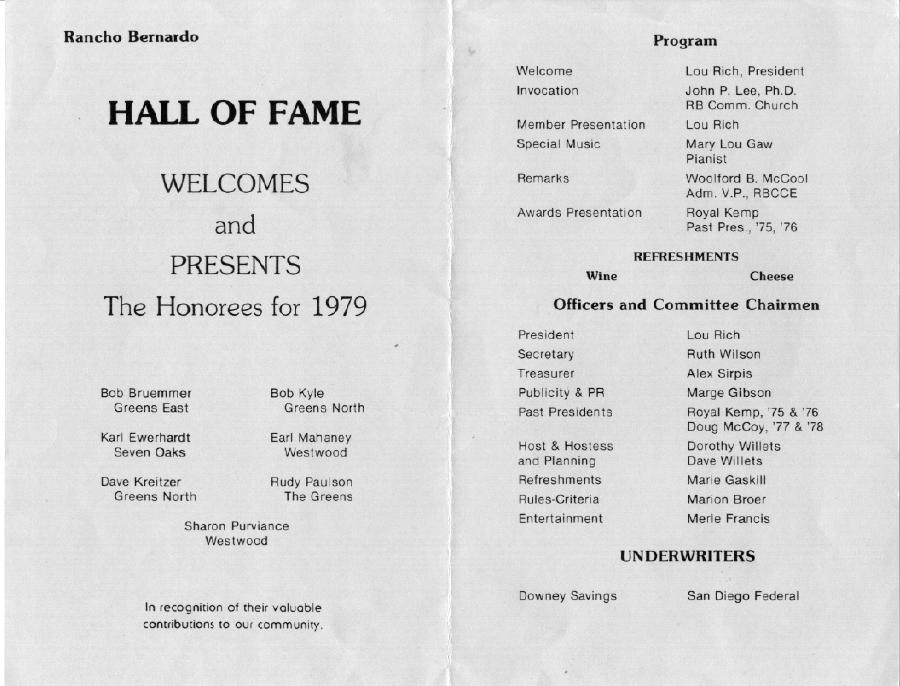 Rancho Bernardo
HALL OF FAME
WELCOMES
and
PRESENTS
The Honorees for 1979
Bob Bruemmer
Greens East
Bob Kyle
Greens North
Karl Ewerhardt
Seven Oaks
Earl Mahaney
Westwood
Dave Kreitzer
Greens North
Rudy Paulson
The Greens
Sharon Purviance
Westwood
In recognition of their valuable
contributions to our community.
Program
Welcome Lou Rich, President
Invocation John P. Lee, Ph.D.
RB Comm. Church
Member Presentation Lou Rich
Special Music Mary Lou Gaw
Pianist
Remarks Woolford B. McCool
Adm. V.P., RBCCE
Awards Presentation Royal Kemp
Past Pres., '75, '76
REFRESHMENTS
Wine Cheese
Officers and Committee Chairmen
President Lou Rich
Secretary Ruth Wilson
Treasurer Alex Sirpis
Publicity & PR Marge Gibson
Past Presidents Royal Kemp, '75 & '76
Doug McCoy, '77 & '78
Host & Hostess Dorothy Willets
and Planning Dave Willets
Refreshments Marie Gaskill
Rules-Criteria Marion Broer
Entertainment Merle Francis
UNDERWRITERS
Downey Savings San Diego Federal